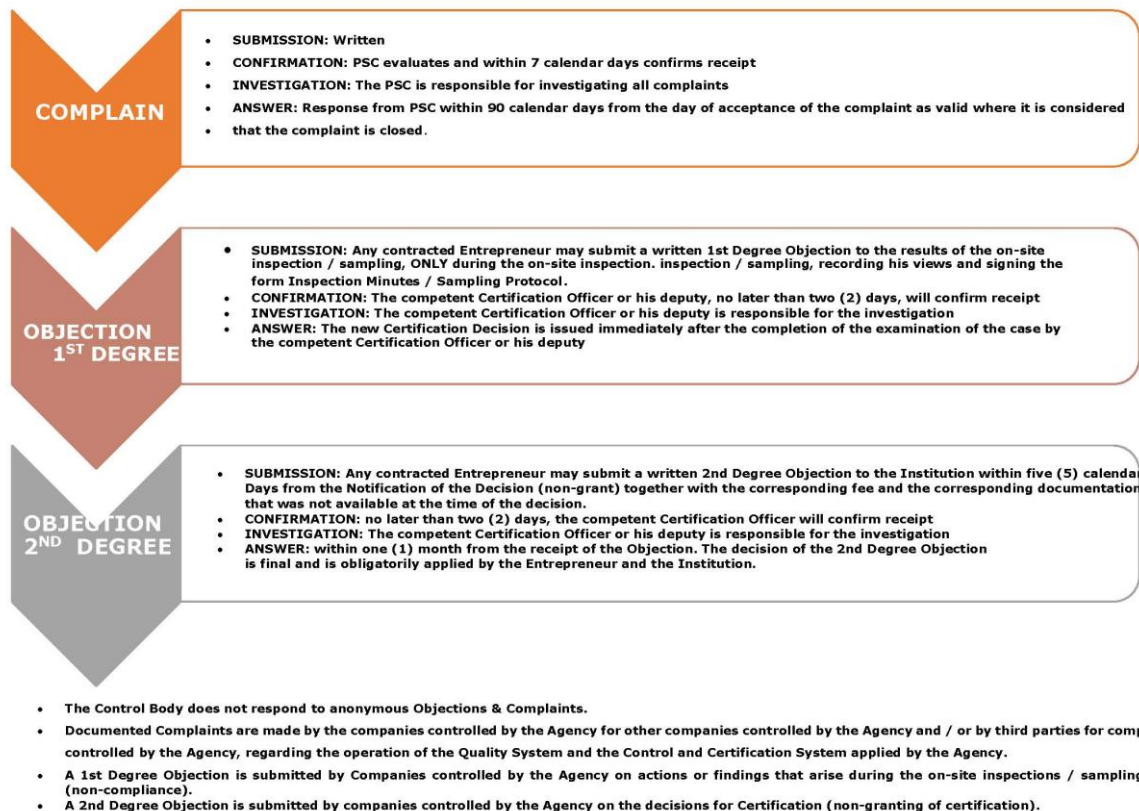 COMPLAIN
• SUBMISSION: Written
• CONFIRMATION: PSC evaluates and within 7 calendar days confirms receipt
• INVESTIGATION: The PSC is responsible for investigating all complaints
• ANSWER: Response from PSC within 90 calendar days from the day of acceptance of the complaint as valid where it is considered
• that the complaint is closed.
OBJECTION
1ST DEGREE
• SUBMISSION: Any contracted Entrepreneur may submit a written 1st Degree Objection to the results of the on-site
inspection / sampling, ONLY during the on-site inspection. inspection / sampling, recording his views and signing the
form Inspection Minutes / Sampling Protocol.
• CONFIRMATION: The competent Certification Officer or his deputy, no later than two (2) days, will confirm receipt
• INVESTIGATION: The competent Certification Officer or his deputy is responsible for the investigation
• ANSWER: The new Certification Decision is issued immediately after the completion of the examination of the case by
the competent Certification Officer or his deputy
OBJECTION
2ND DEGREE
• SUBMISSION: Any contracted Entrepreneur may submit a written 2nd Degree Objection to the Institution within five (5) calendar
Days from the Notification of the Decision (non-grant) together with the corresponding fee and the corresponding documentation
that was not available at the time of the decision.
• CONFIRMATION: no later than two (2) days, the competent Certification Officer will confirm receipt
• INVESTIGATION: The competent Certification Officer or his deputy is responsible for the investigation
• ANSWER: within one (1) month from the receipt of the Objection. The decision of the 2nd Degree Objection
is final and is obligatorily applied by the Entrepreneur and the Institution.
• The Control Body does not respond to anonymous Objections & Complaints.
• Documented Complaints are made by the companies controlled by the Agency for other companies controlled by the Agency and / or by third parties for comp
controlled by the Agency, regarding the operation of the Quality System and the Control and Certification System applied by the Agency.
• A 1st Degree Objection is submitted by Companies controlled by the Agency on actions or findings that arise during the on-site inspections / sampling
(non-compliance).
• A 2nd Degree Objection is submitted by companies controlled by the Agency on the decisions for Certification (non-granting of certification).